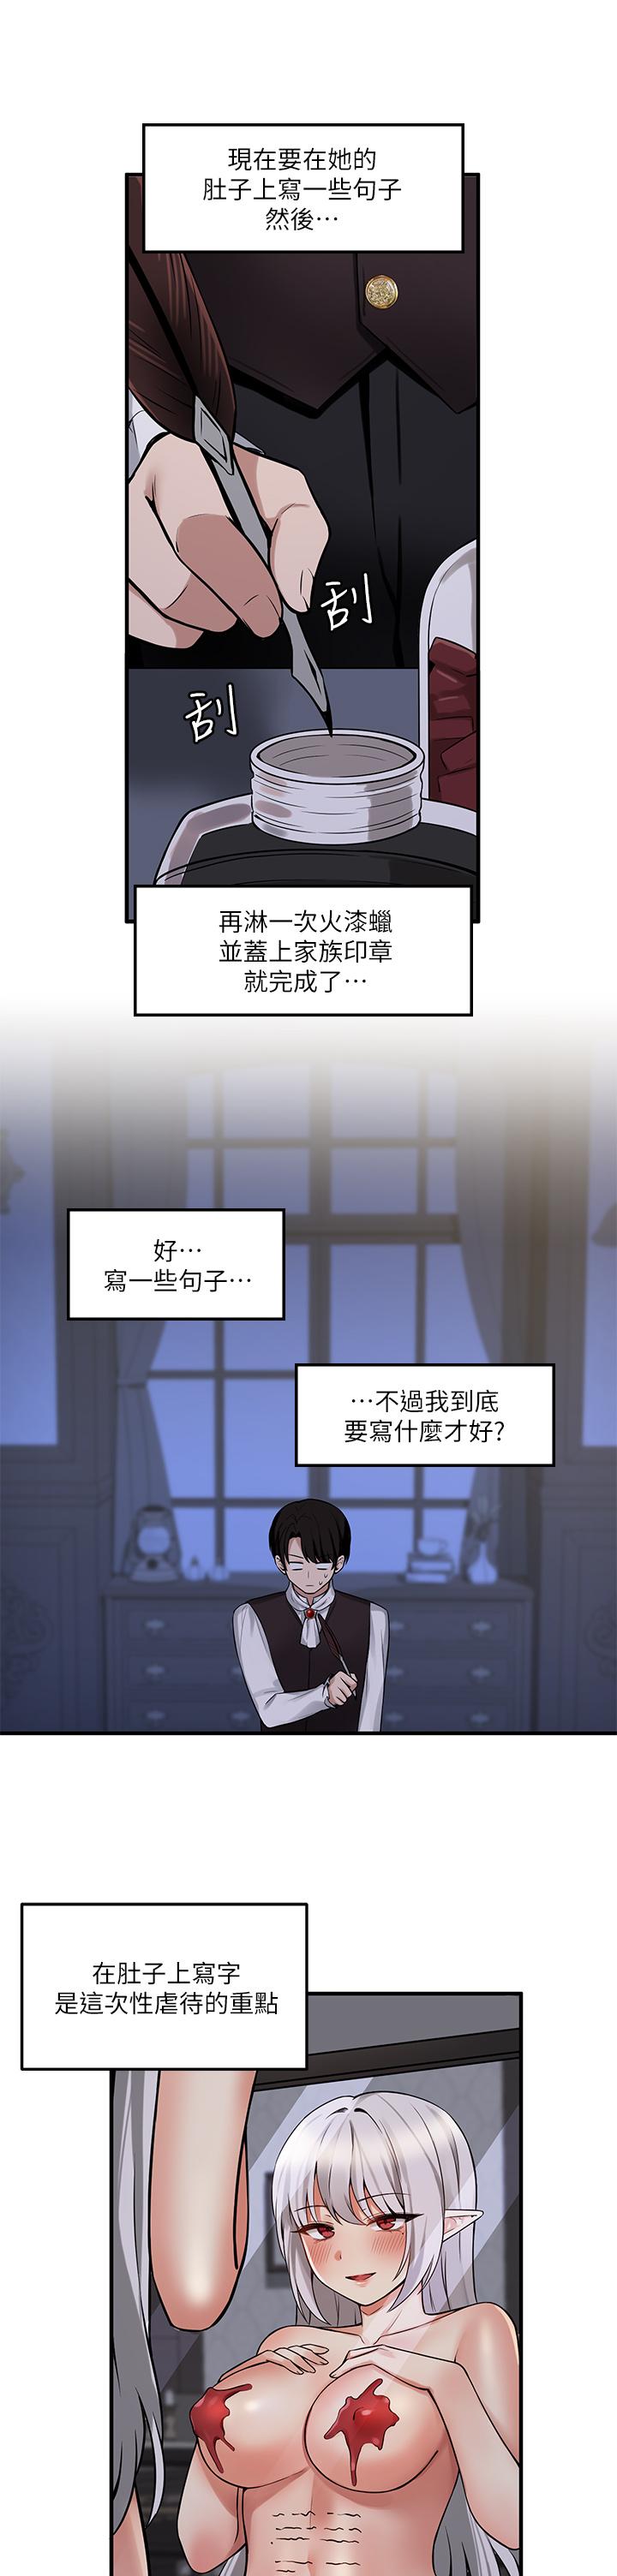 現在要在她的
肚子上寫一些句子
然後…
刮
刮
再淋一次火漆蠟
並蓋上家族印章
就完成了…
好…
寫一些句子…
…不過我到底
要寫什麼才好?
在肚子上寫字
是這次性虐待的重點